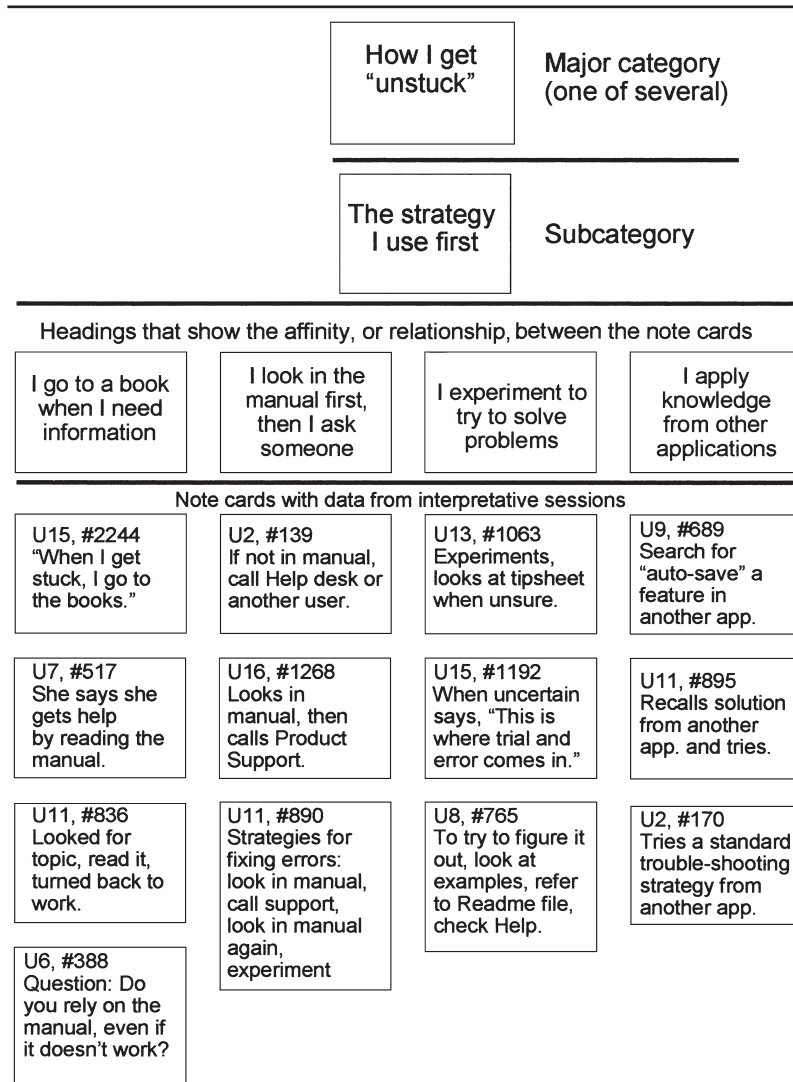 How I get
“unstuck”
Major category
(one of several)
The strategy
I use first
Subcategory
Headings that show the affinity, or relationship, between the note cards
I go to a book
when I need
information
I look in the
manual first,
then I ask
someone
I experiment to
try to solve
problems
I apply
knowledge
from other
applications
Note cards with data from interpretative sessions
U15, #2244
“When I get
stuck, I go to
the books.”
U2, #139
If not in manual,
call Help desk or
another user.
U13, #1063
Experiments,
looks at tipsheet
when unsure.
U9, #689
Search for
“auto-save” a
feature in
another app.
U7, #517
She says she
gets help
by reading the
manual.
U16, #1268
Looks in
manual, then
calls Product
Support.
U15, #1192
When uncertain
says, “This is
where trial and
error comes in.”
U11, #895
Recalls solution
from another
app. and tries.
U11, #836
Looked for
topic, read it,
turned back to
work.
U11, #890
Strategies for
fixing errors:
look in manual,
call support,
look in manual
again,
experiment
U8, #765
To try to figure it
out, look at
examples, refer
to Readme file,
check Help.
U2, #170
Tries a standard
trouble-shooting
strategy from
another app.
U6, #388
Question: Do
you rely on the
manual, even if
it doesn’t work?